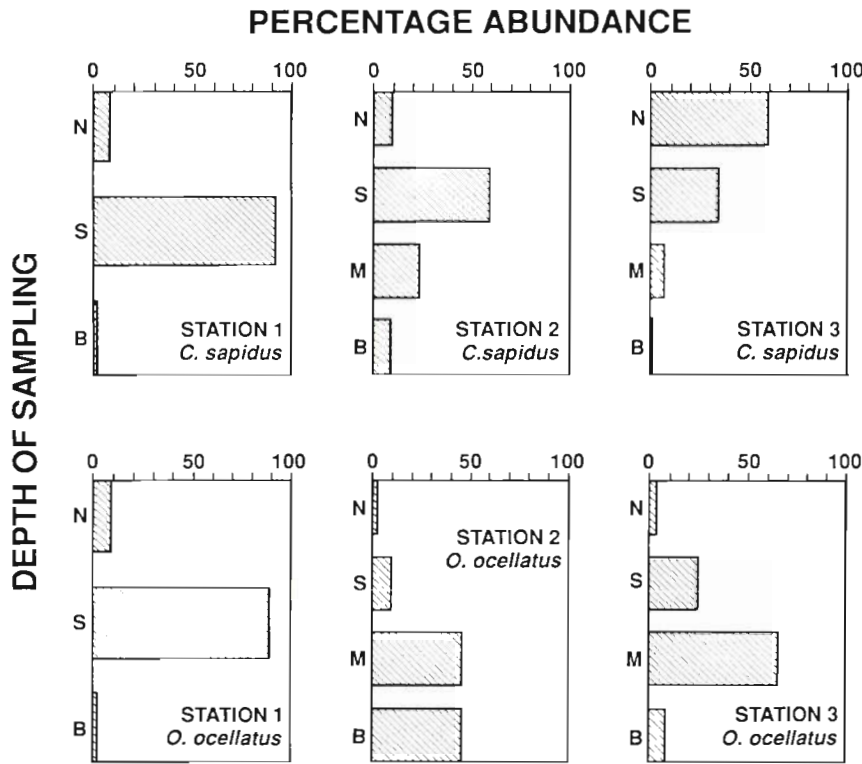 PERCENTAGE ABUNDANCE
DEPTH OF SAMPLING
0 50 100
N
S
B
STATION 1
C. sapidus
0 50 100
N
S
M
B
STATION 2
C.sapidus
0 50 100
N
S
M
B
STATION 3
C. sapidus
0 50 100
N
S
B
STATION 1
O. ocellatus
0 50 100
N
S
M
B
STATION 2
O. ocellatus
0 50 100
N
S
M
B
STATION 3
O. ocellatus